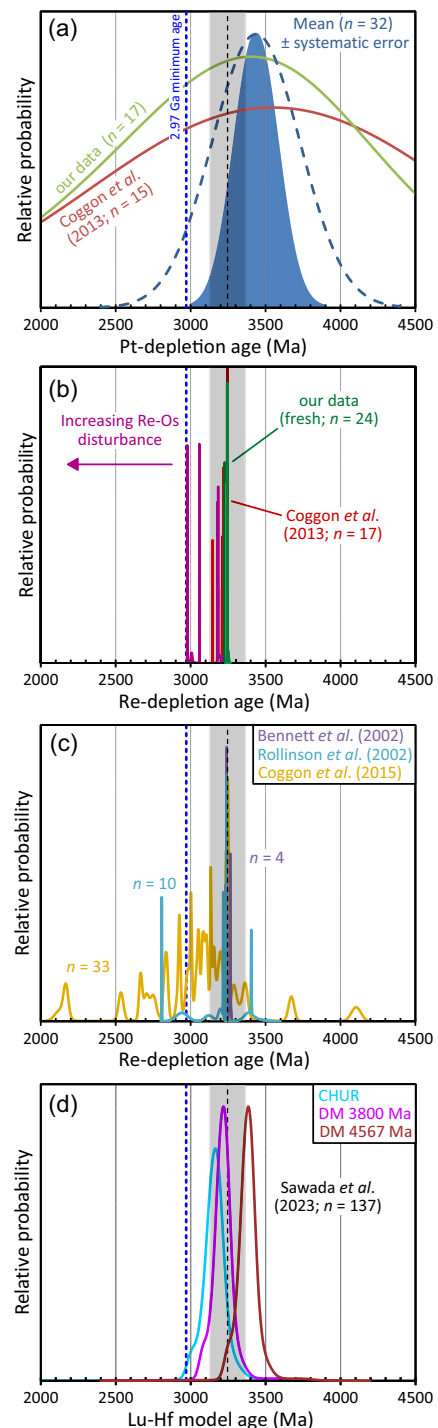 (a)
Mean (n = 32)
± systematic error
2.97 Ga minimum age
our data (n = 17)
Coggon et al.
(2013; n = 15)
Relative probability
2000 2500 3000 3500 4000 4500
Pt-depletion age (Ma)
(b)
Increasing Re-Os
disturbance
our data
(fresh; n = 24)
Coggon et al.
(2013; n = 17)
Relative probability
2000 2500 3000 3500 4000 4500
Re-depletion age (Ma)
(c)
Bennett et al. (2002)
Rollinson et al. (2002)
Coggon et al. (2015)
n = 10
n = 4
n = 33
Relative probability
2000 2500 3000 3500 4000 4500
Re-depletion age (Ma)
(d)
CHUR
DM 3800 Ma
DM 4567 Ma
Sawada et al.
(2023; n = 137)
Relative probability
2000 2500 3000 3500 4000 4500
Lu-Hf model age (Ma)